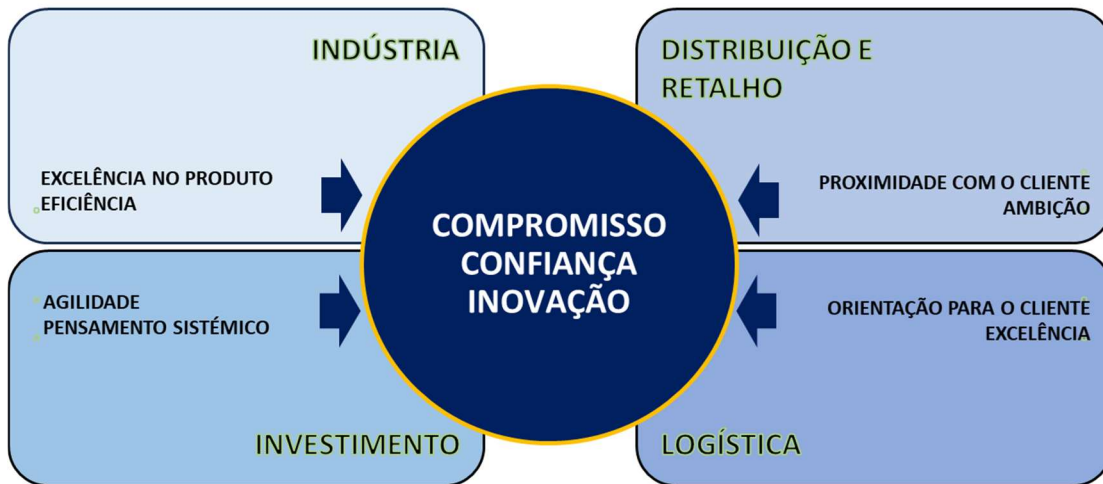 INDÚSTRIA
EXCELÊNCIA NO PRODUTO
EFICIÊNCIA
DISTRIBUIÇÃO E
RETALHO
PROXIMIDADE COM O CLIENTE
AMBIÇÃO
COMPROMISSO
CONFIANÇA
INOVAÇÃO
AGILIDADE
PENSAMENTO SISTÉMICO
INVESTIMENTO
ORIENTAÇÃO PARA O CLIENTE
EXCELÊNCIA
LOGÍSTICA